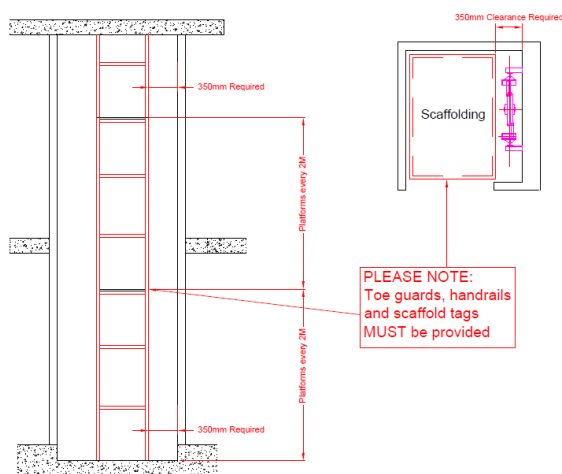 350mm Clearance Required
Scaffolding
350mm Required
Platforms every 2M
PLEASE NOTE:
Toe guards, handrails
and scaffold tags
MUST be provided
Platforms every 2M
350mm Required